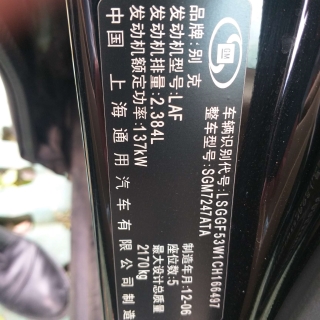 品牌:别克
车辆识别代号:LSGGF53W1CH166497
整车型号:SGM7247ATA
发动机型号:LAF
发动机排量:2.384L
发动机额定功率:137kW
制造年月:12-06
座位数:5
最大设计总质量
2170kg
中国 上海通用汽车有限公司制造